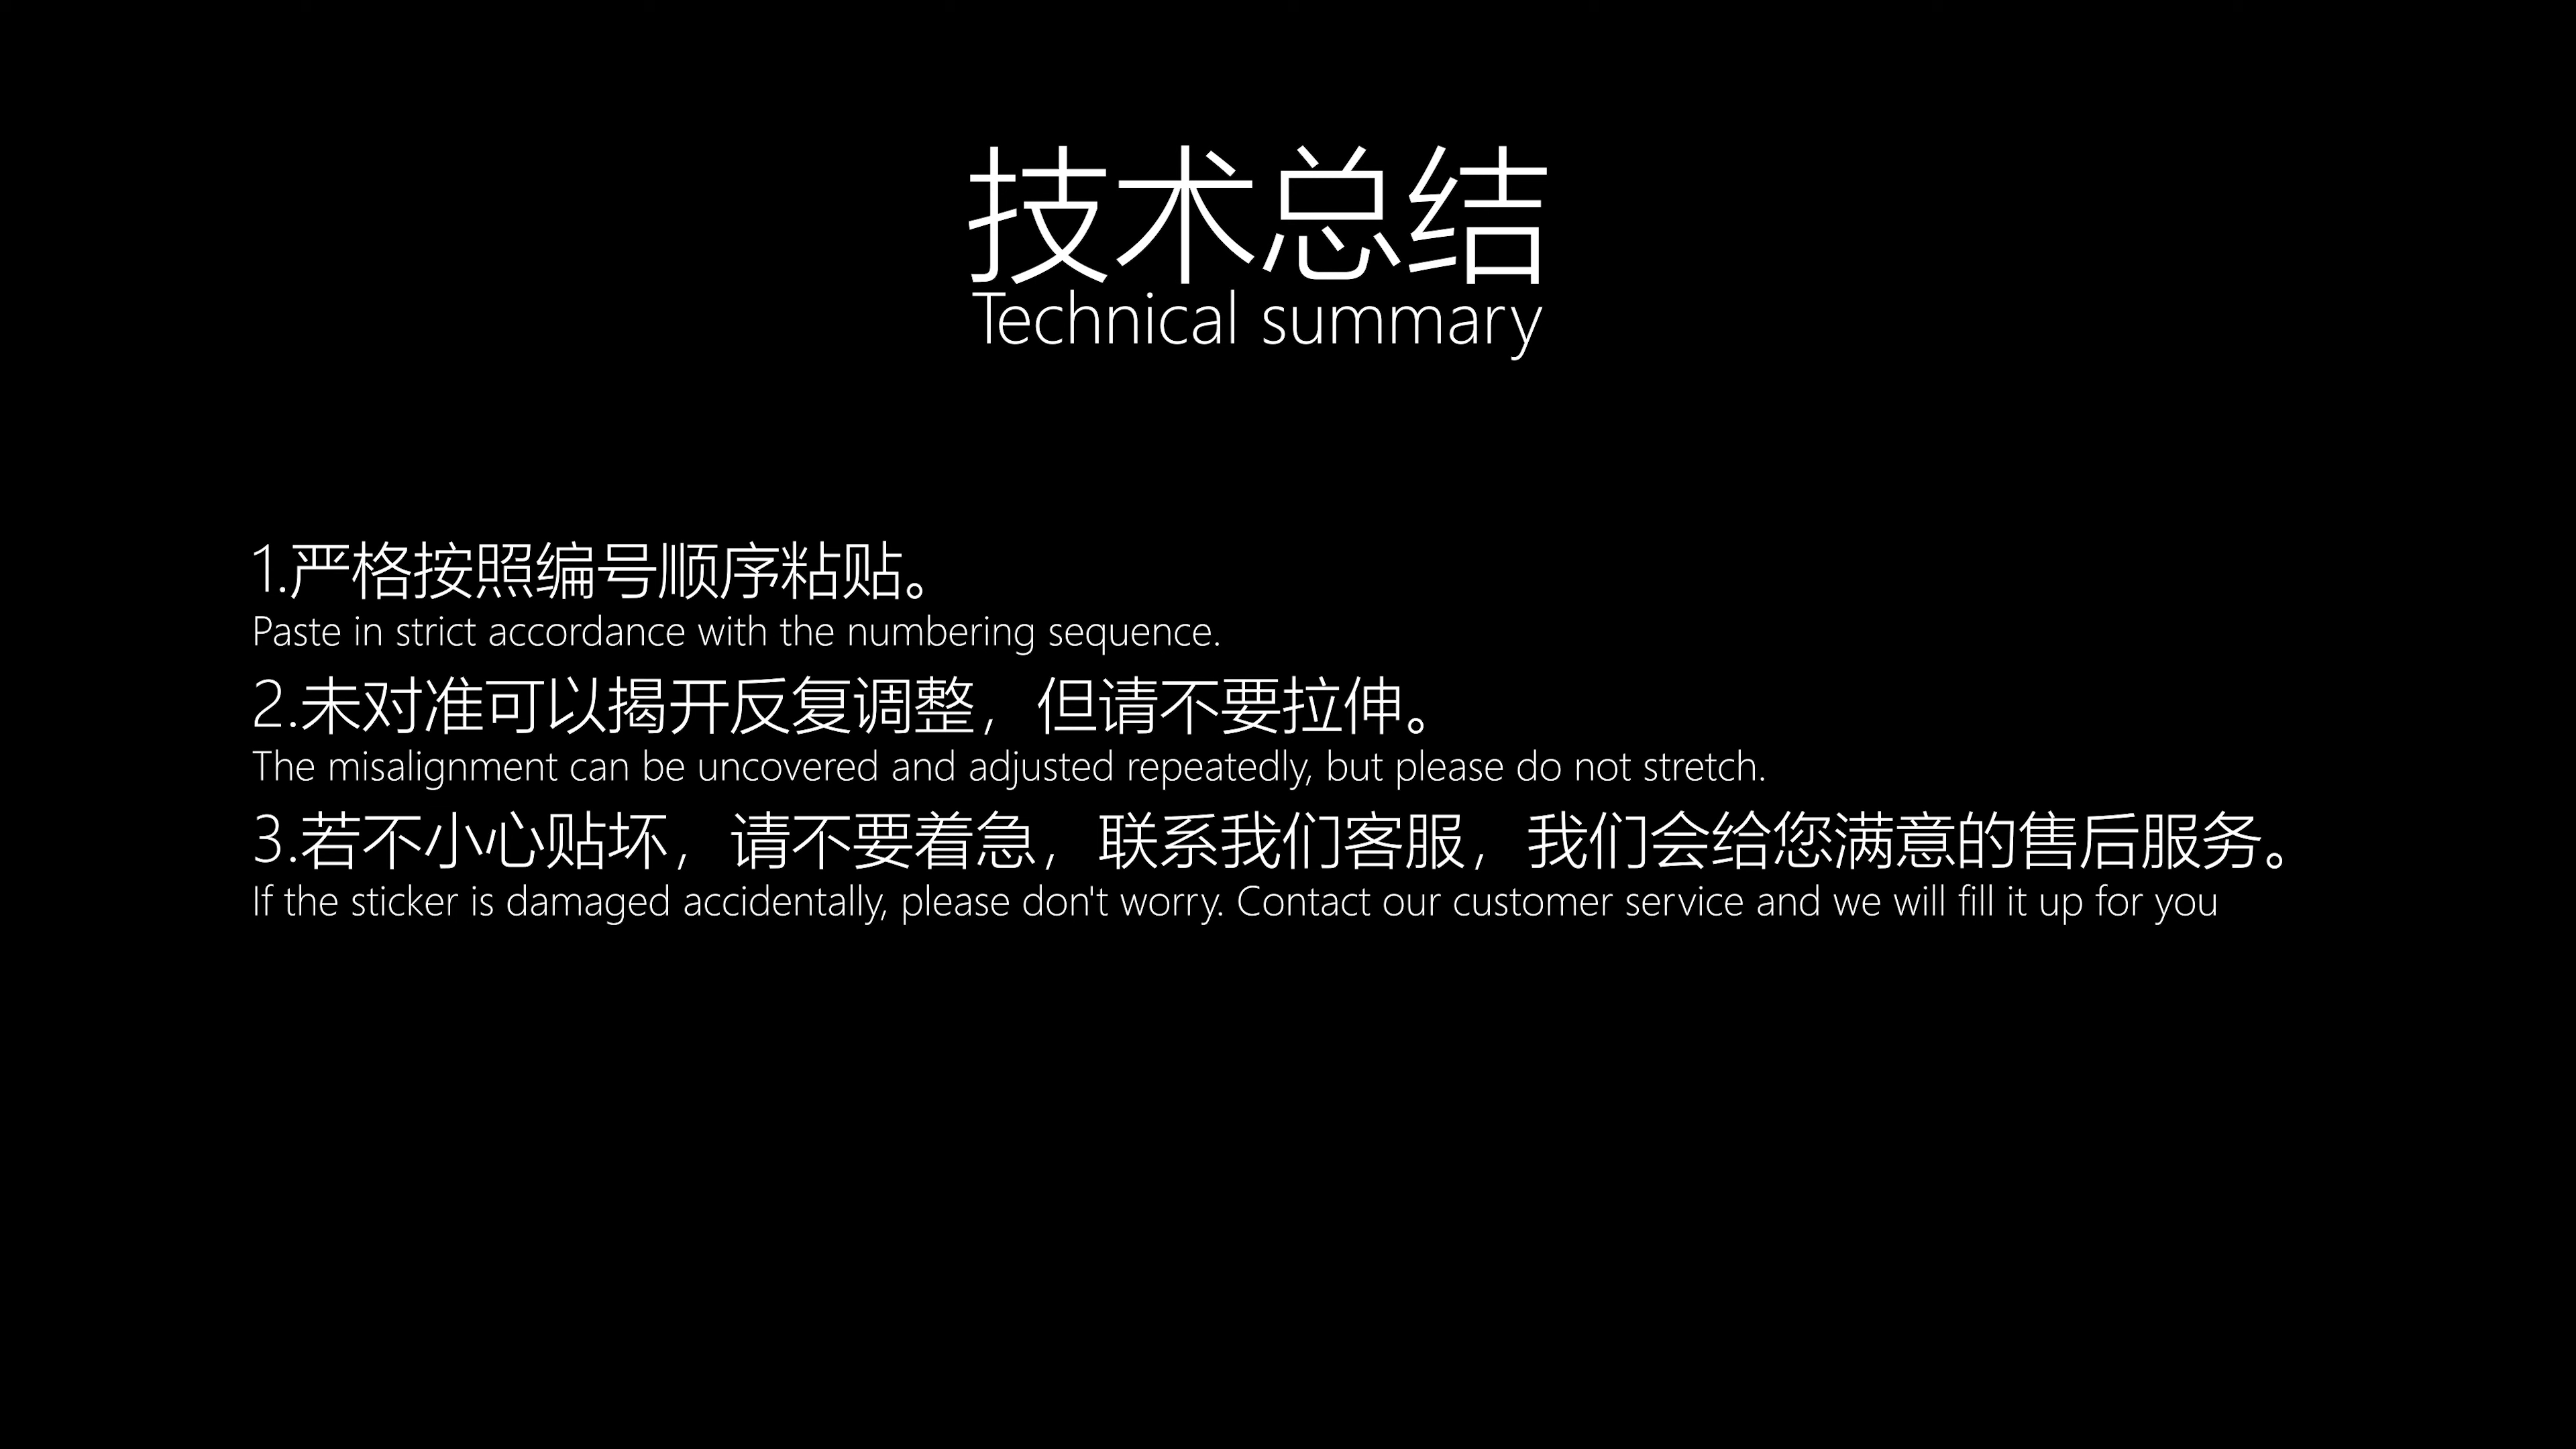 技术总结
Technical summary
1.严格按照编号顺序粘贴。
Paste in strict accordance with the numbering sequence.
2.未对准可以揭开反复调整，但请不要拉伸。
The misalignment can be uncovered and adjusted repeatedly, but please do not stretch.
3.若不小心贴坏，请不要着急，联系我们客服，我们会给您满意的售后服务。
If the sticker is damaged accidentally, please don't worry. Contact our customer service and we will fill it up for you